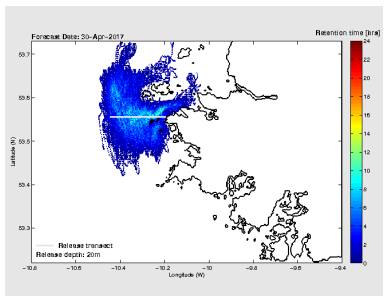 Forecast Date: 30-Apr-2017
Retention time [hrs]
53.7
53.6
53.5
53.4
53.3
Latitude (N)
Release transect
Release depth: 20m
−10.8 −10.6 −10.4 −10.2 −10 −9.8 −9.6 −9.4
Longitude (W)
24
22
20
18
16
14
12
10
8
6
4
2
0